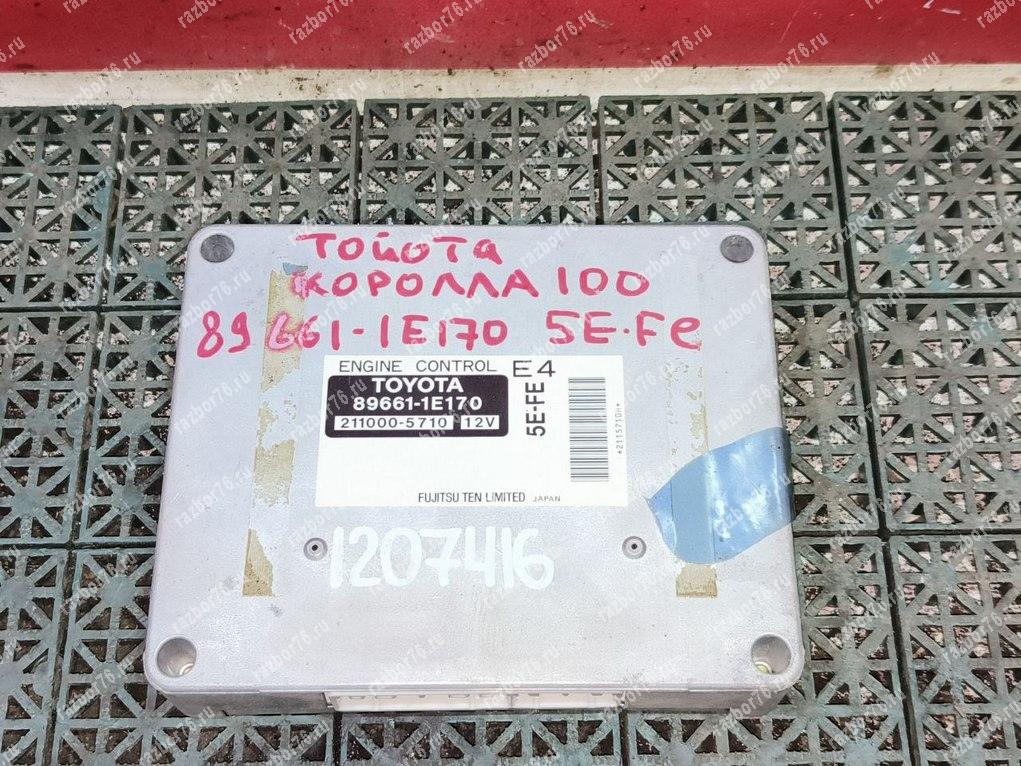 Тойота
КОРОЛЛА 100
89661-1E170 5E-Fe
ENGINE CONTROL E4
TOYOTA
89661-1E170
211000-5710 12V
5E-FE
*2115710H*
FUJITSU TEN LIMITED JAPAN
1207416
razbor76.ru